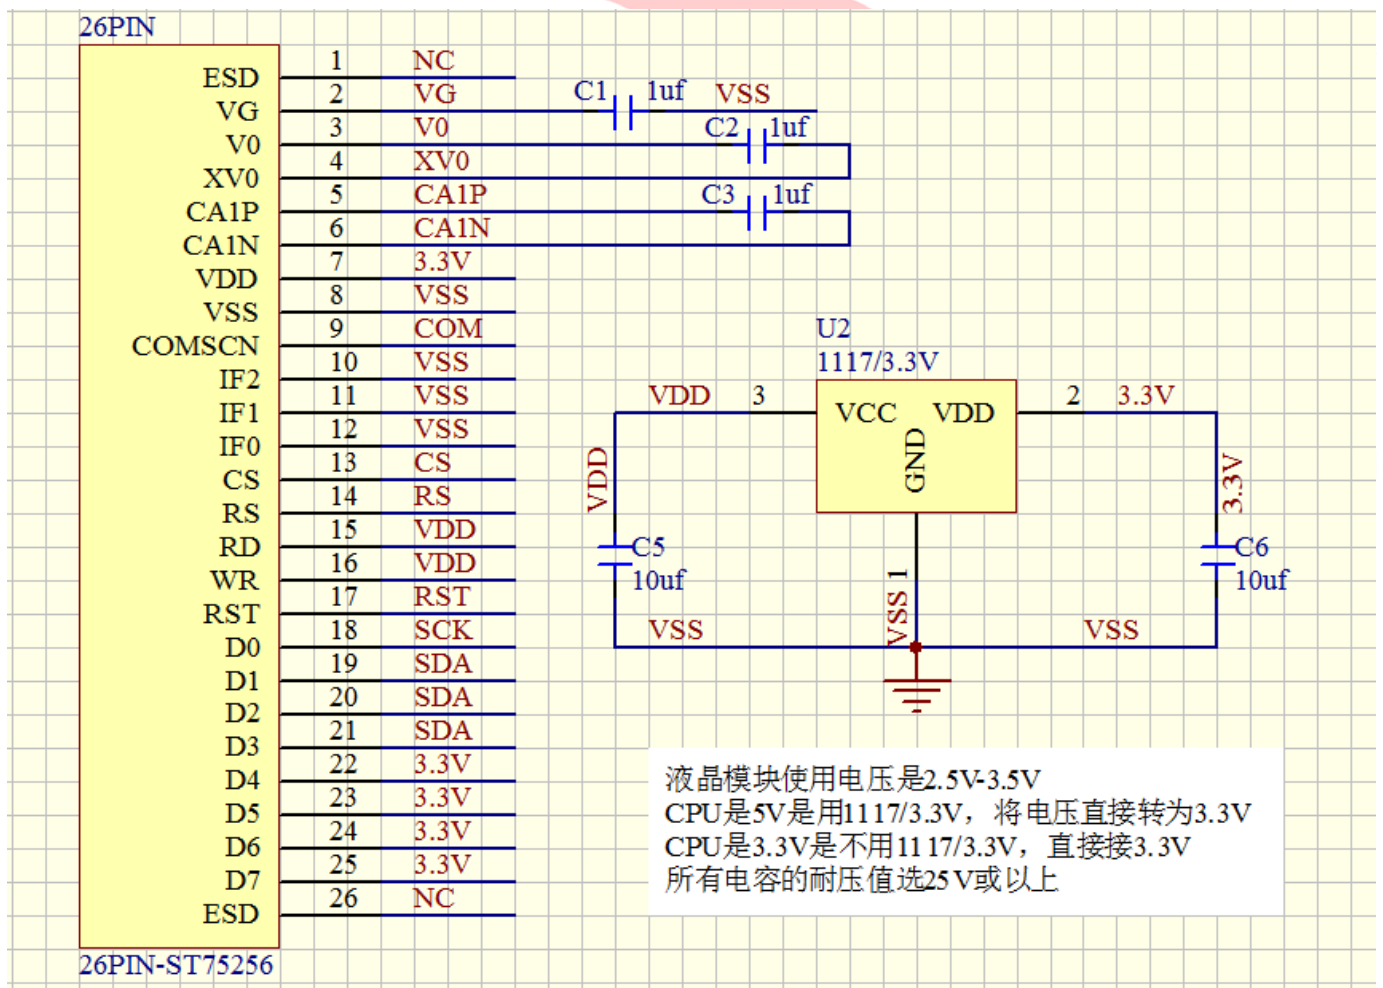 26PIN
ESD 1 NC
VG 2 VG C1 1uf VSS
V0 3 V0 C2 1uf
XV0 4 XV0
CA1P 5 CA1P C3 1uf
CA1N 6 CA1N
VDD 7 3.3V
VSS 8 VSS
COMSCN 9 COM
IF2 10 VSS
IF1 11 VSS
IF0 12 VSS
CS 13 CS
RS 14 RS
RD 15 VDD
WR 16 VDD
RST 17 RST
D0 18 SCK
D1 19 SDA
D2 20 SDA
D3 21 SDA
D4 22 3.3V
D5 23 3.3V
D6 24 3.3V
D7 25 3.3V
ESD 26 NC
26PIN-ST75256
U2
1117/3.3V
VDD 3 VCC VDD 2 3.3V
GND
VDD
3.3V
C5
10uf
C6
10uf
VSS 1
VSS
VSS
液晶模块使用电压是2.5V-3.5V
CPU是5V是用1117/3.3V，将电压直接转为3.3V
CPU是3.3V是不用1117/3.3V，直接接3.3V
所有电容的耐压值选25V或以上